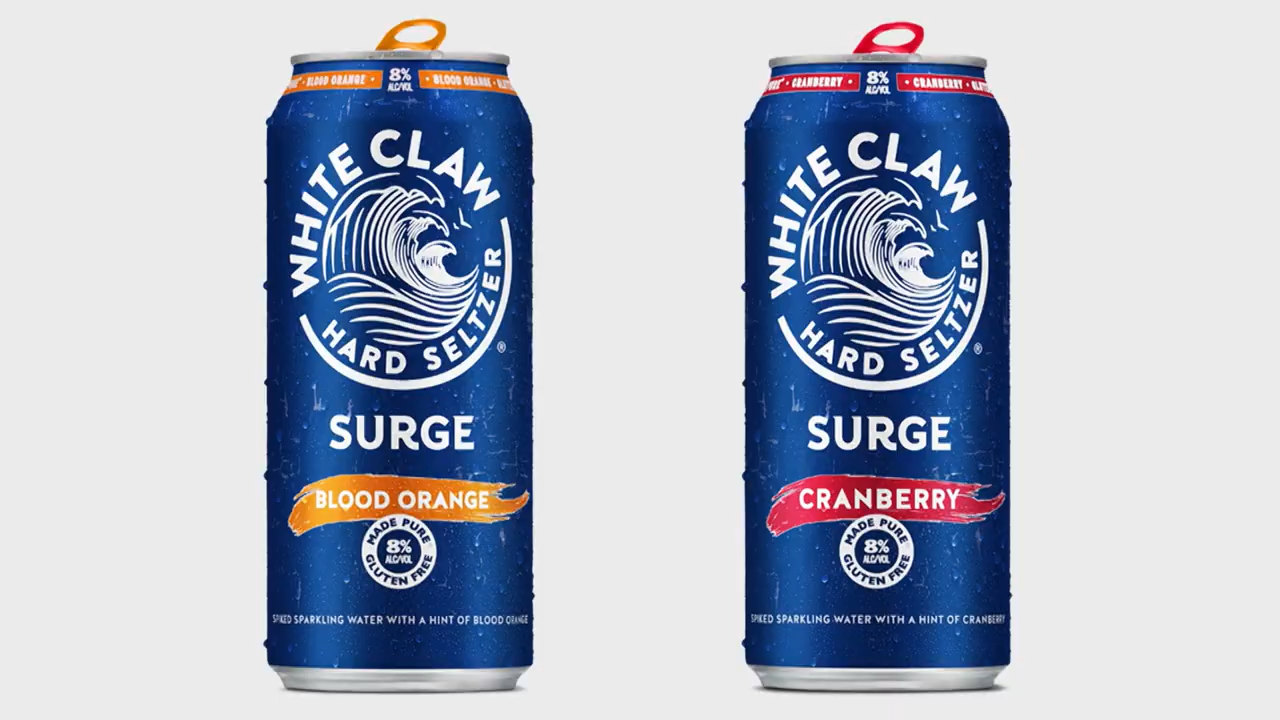 BLOOD ORANGE • 8% ALC/VOL • BLOOD ORANGE •
WHITE CLAW
HARD SELTZER
®
SURGE
BLOOD ORANGE
MADE PURE
8%
ALC/VOL
GLUTEN FREE
SPIKED SPARKLING WATER WITH A HINT OF BLOOD ORANGE
CRANBERRY • 8% ALC/VOL • CRANBERRY •
WHITE CLAW
HARD SELTZER
®
SURGE
CRANBERRY
MADE PURE
8%
ALC/VOL
GLUTEN FREE
SPIKED SPARKLING WATER WITH A HINT OF CRANBERRY